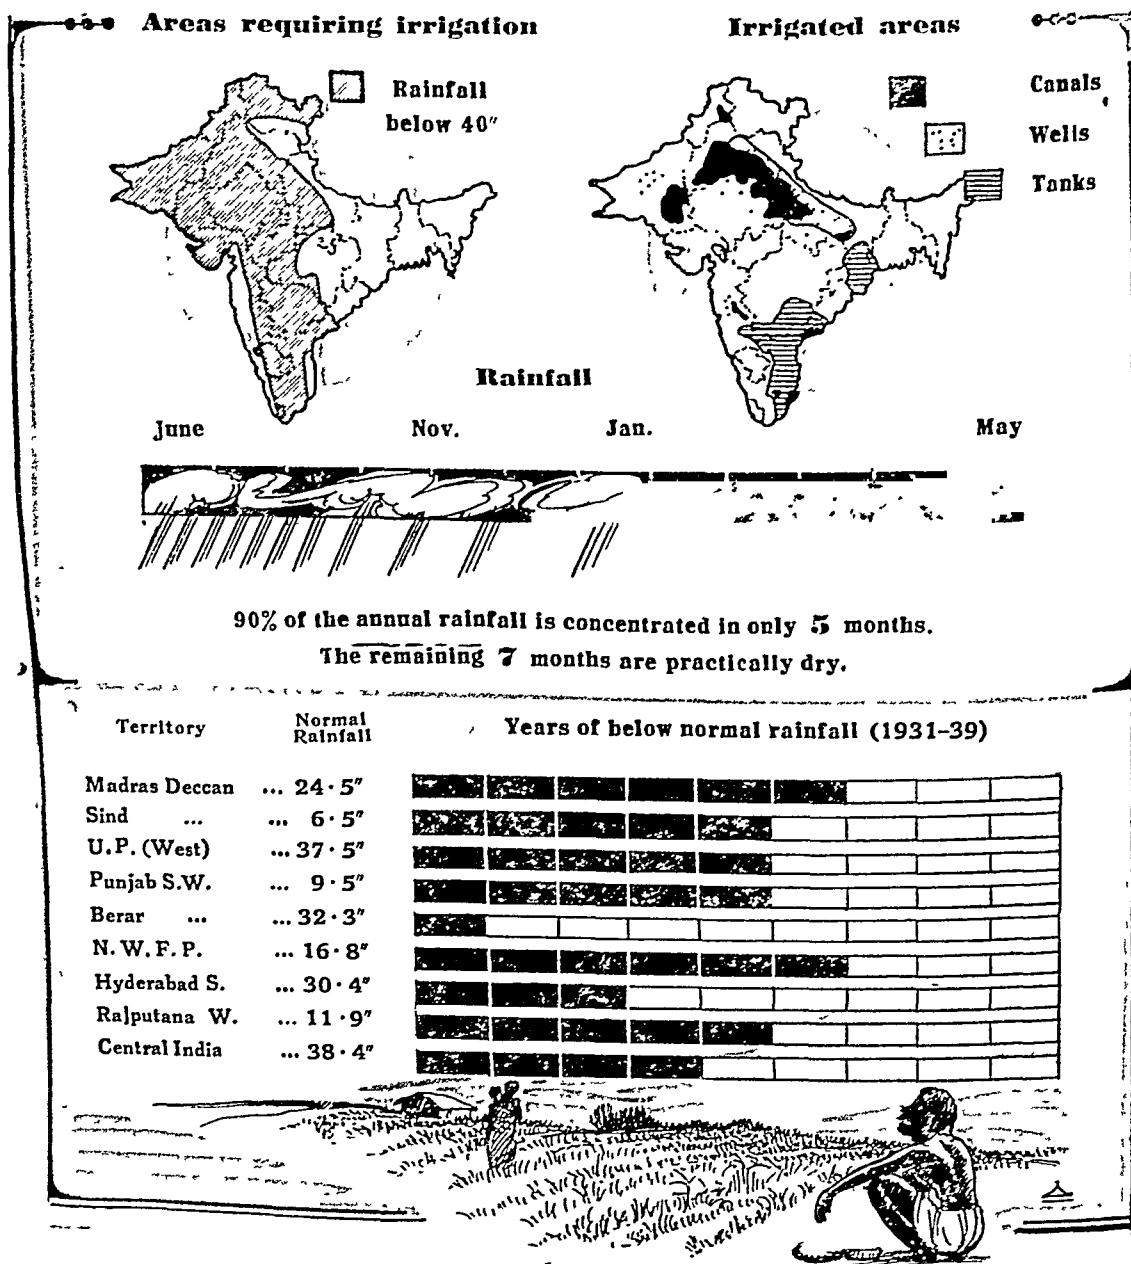 Areas requiring irrigation
Rainfall
below 40″
Irrigated areas
Canals
Wells
Tanks
Rainfall
June Nov. Jan. May
90% of the annual rainfall is concentrated in only 5 months.
The remaining 7 months are practically dry.
Territory Normal Rainfall Years of below normal rainfall (1931-39)
Madras Deccan ... 24·5″
Sind ... ... 6·5″
U.P. (West) ... 37·5″
Punjab S.W. ... 9·5″
Berar ... ... 32·3″
N. W. F. P. ... 16·8″
Hyderabad S. ... 30·4″
Rajputana W. ... 11·9″
Central India ... 38·4″